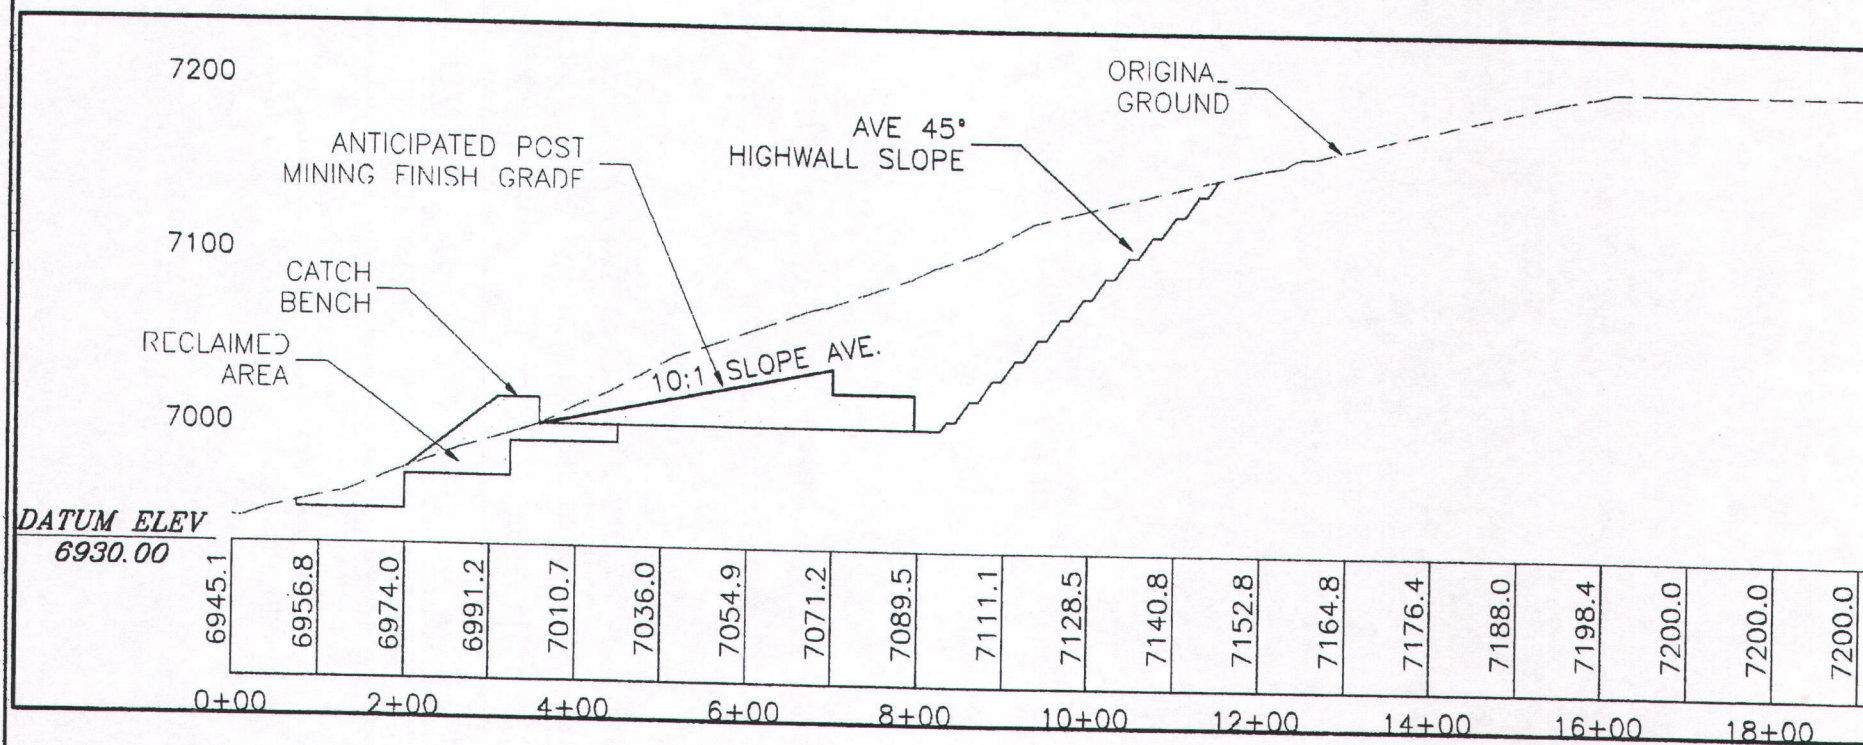 7200
7100
7000
ORIGINA_
GROUND
AVE 45°
HIGHWALL SLOPE
ANTICIPATED POST
MINING FINISH GRADE
CATCH
BENCH
RECLAIMED
AREA
10:1 SLOPE AVE.
DATUM ELEV
6930.00
6945.1
6956.8
6974.0
6991.2
7010.7
7036.0
7054.9
7071.2
7089.5
7111.1
7128.5
7140.8
7152.8
7164.8
7176.4
7188.0
7198.4
7200.0
7200.0
7200.0
0+00
2+00
4+00
6+00
8+00
10+00
12+00
14+00
16+00
18+00